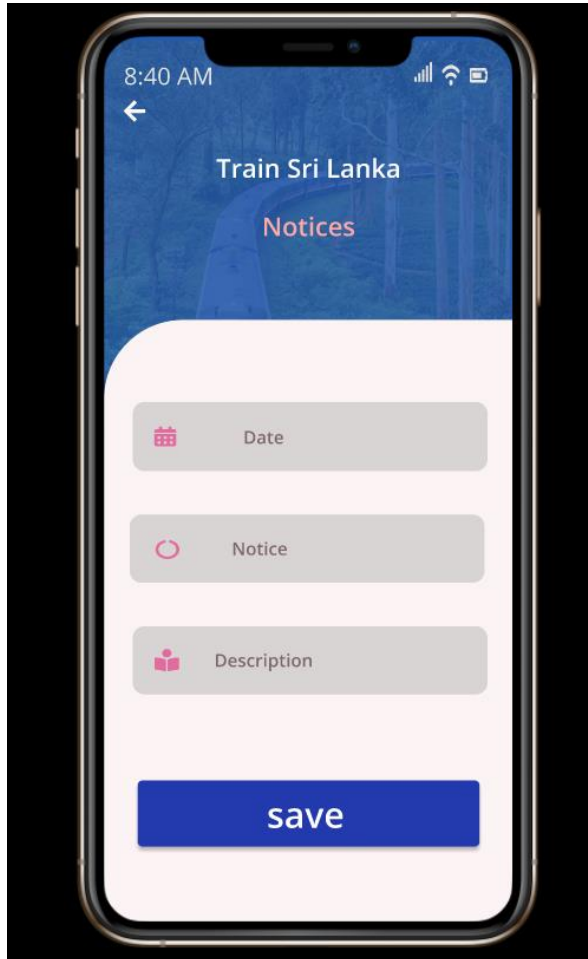 8:40 AM
Train Sri Lanka
Notices
Date
Notice
Description
save